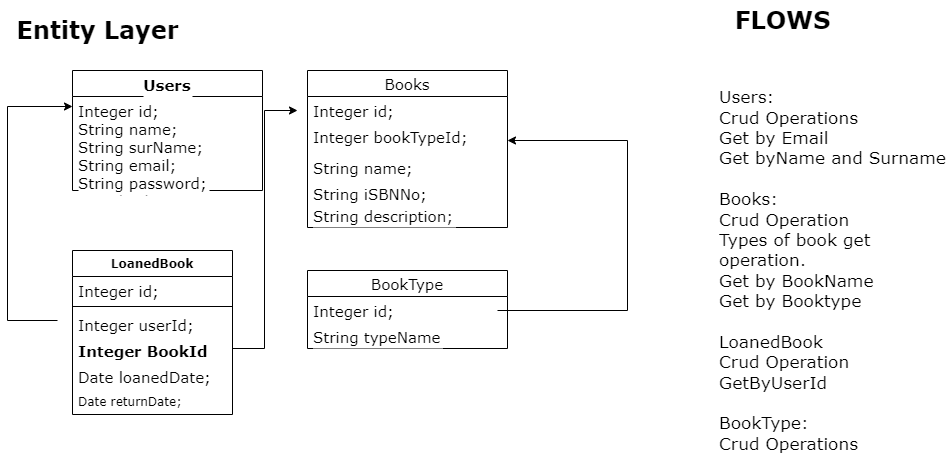 Entity Layer
Users
Integer id;
String name;
String surName;
String email;
String password;
Books
Integer id;
Integer bookTypeId;
String name;
String iSBNNo;
String description;
LoanedBook
Integer id;
Integer userId;
Integer BookId
Date loanedDate;
Date returnDate;
BookType
Integer id;
String typeName
FLOWS
Users:
Crud Operations
Get by Email
Get byName and Surname
Books:
Crud Operation
Types of book get
operation.
Get by BookName
Get by Booktype
LoanedBook
Crud Operation
GetByUserId
BookType:
Crud Operations